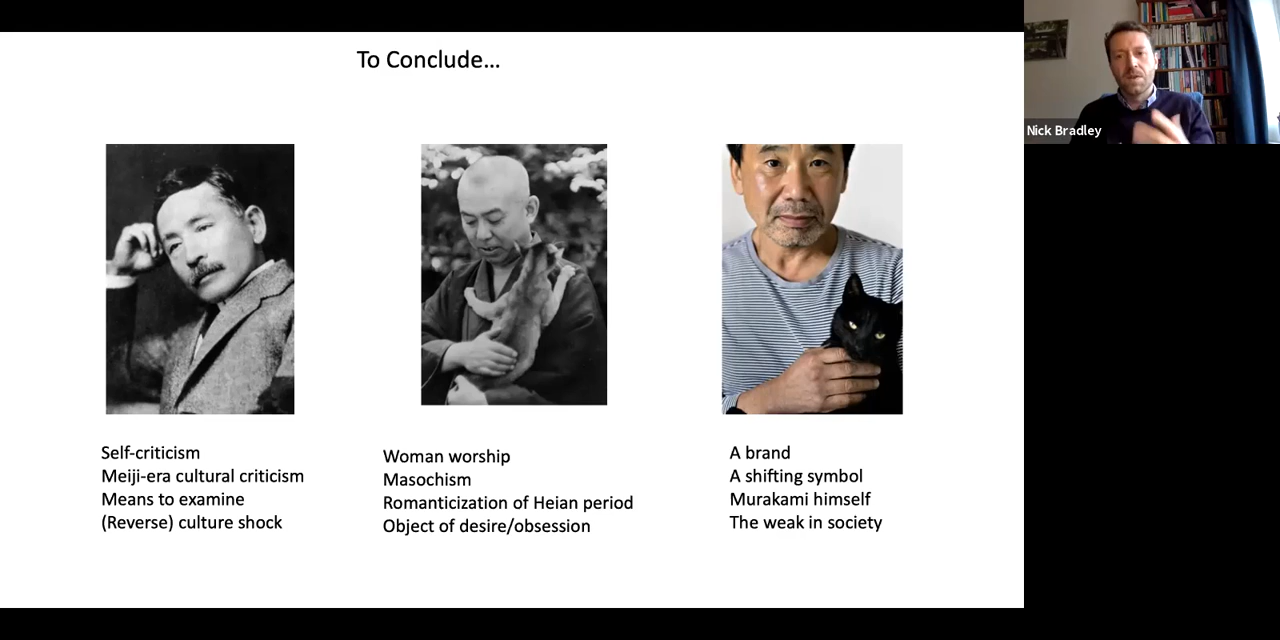 To Conclude…
Nick Bradley
Self-criticism
Meiji-era cultural criticism
Means to examine
(Reverse) culture shock
Woman worship
Masochism
Romanticization of Heian period
Object of desire/obsession
A brand
A shifting symbol
Murakami himself
The weak in society